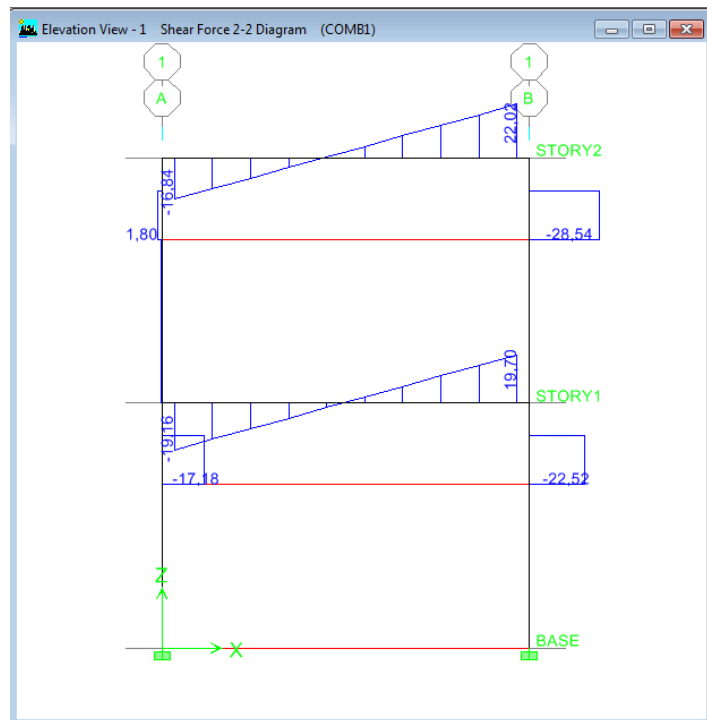 Elevation View - 1 Shear Force 2-2 Diagram (COMB1)
1
1
A
B
22,02
STORY2
-16,84
1,80
-28,54
19,70
STORY1
-19,16
-17,18
-22,52
Z
X
BASE